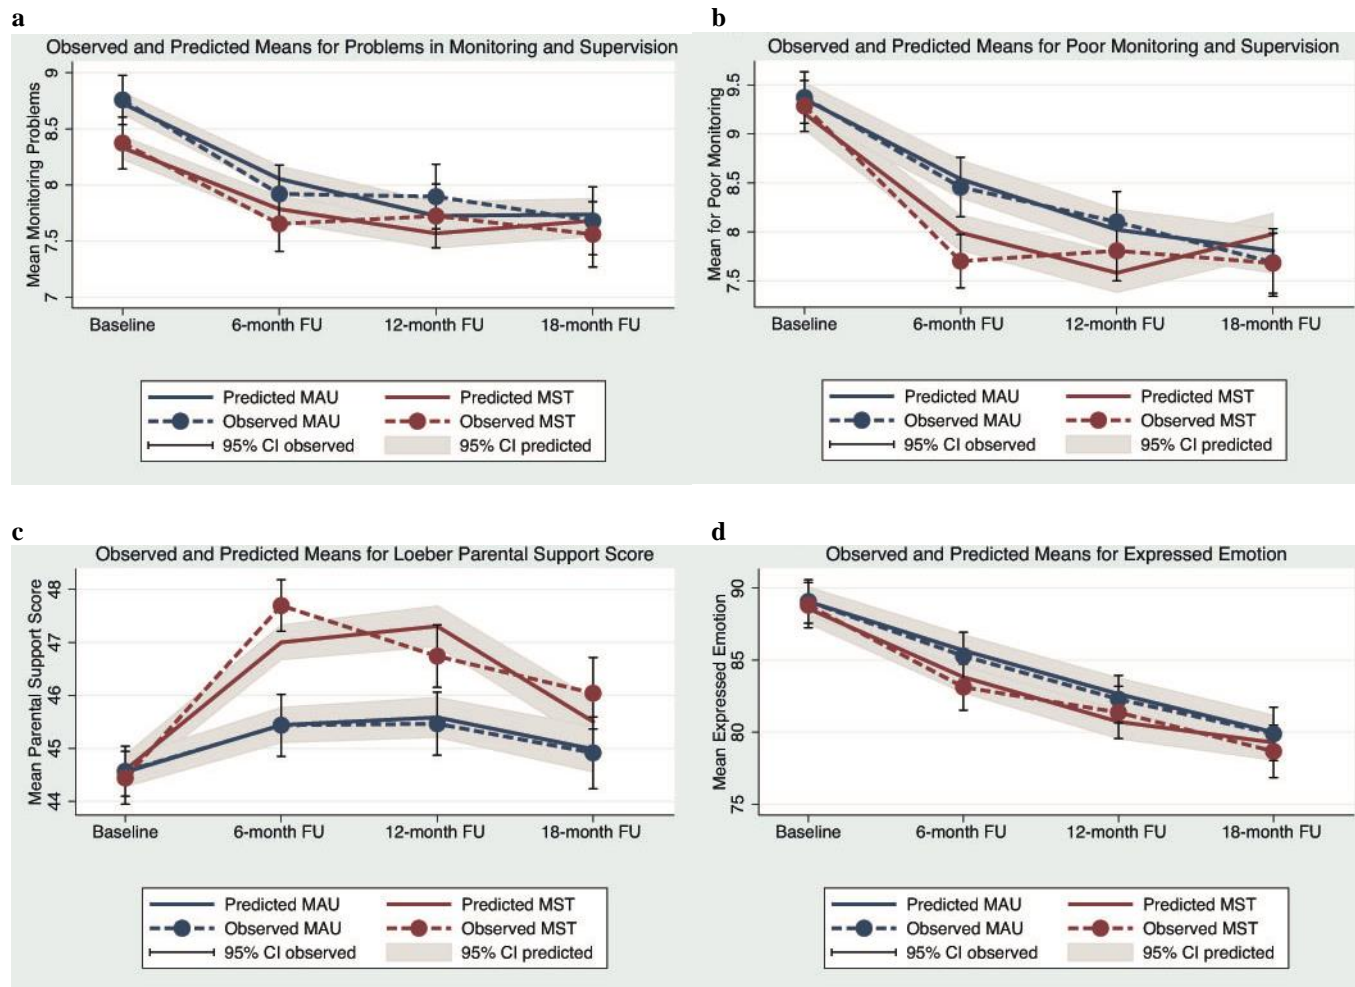 a
Observed and Predicted Means for Problems in Monitoring and Supervision
Mean Monitoring Problems
9
8.5
8
7.5
7
Baseline 6-month FU 12-month FU 18-month FU
Predicted MAU Predicted MST
Observed MAU Observed MST
95% CI observed 95% CI predicted
b
Observed and Predicted Means for Poor Monitoring and Supervision
Mean for Poor Monitoring
9.5
9
8.5
8
7.5
Baseline 6-month FU 12-month FU 18-month FU
Predicted MAU Predicted MST
Observed MAU Observed MST
95% CI observed 95% CI predicted
c
Observed and Predicted Means for Loeber Parental Support Score
Mean Parental Support Score
48
47
46
45
44
Baseline 6-month FU 12-month FU 18-month FU
Predicted MAU Predicted MST
Observed MAU Observed MST
95% CI observed 95% CI predicted
d
Observed and Predicted Means for Expressed Emotion
Mean Expressed Emotion
90
85
80
75
Baseline 6-month FU 12-month FU 18-month FU
Predicted MAU Predicted MST
Observed MAU Observed MST
95% CI observed 95% CI predicted